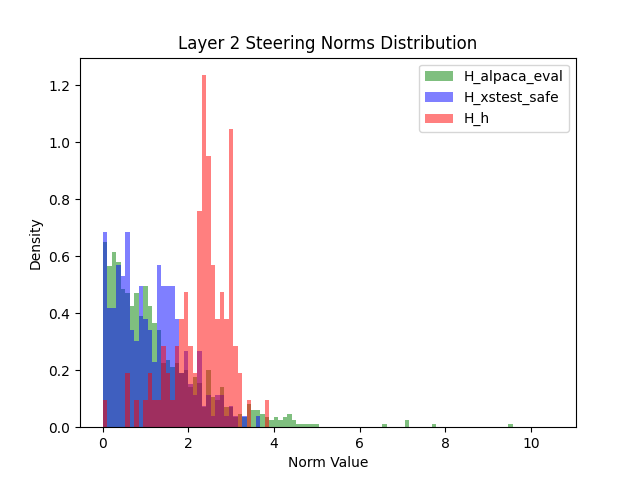 Layer 2 Steering Norms Distribution
H_alpaca_eval
H_xstest_safe
H_h
Density
1.2
1.0
0.8
0.6
0.4
0.2
0.0
0 2 4 6 8 10
Norm Value